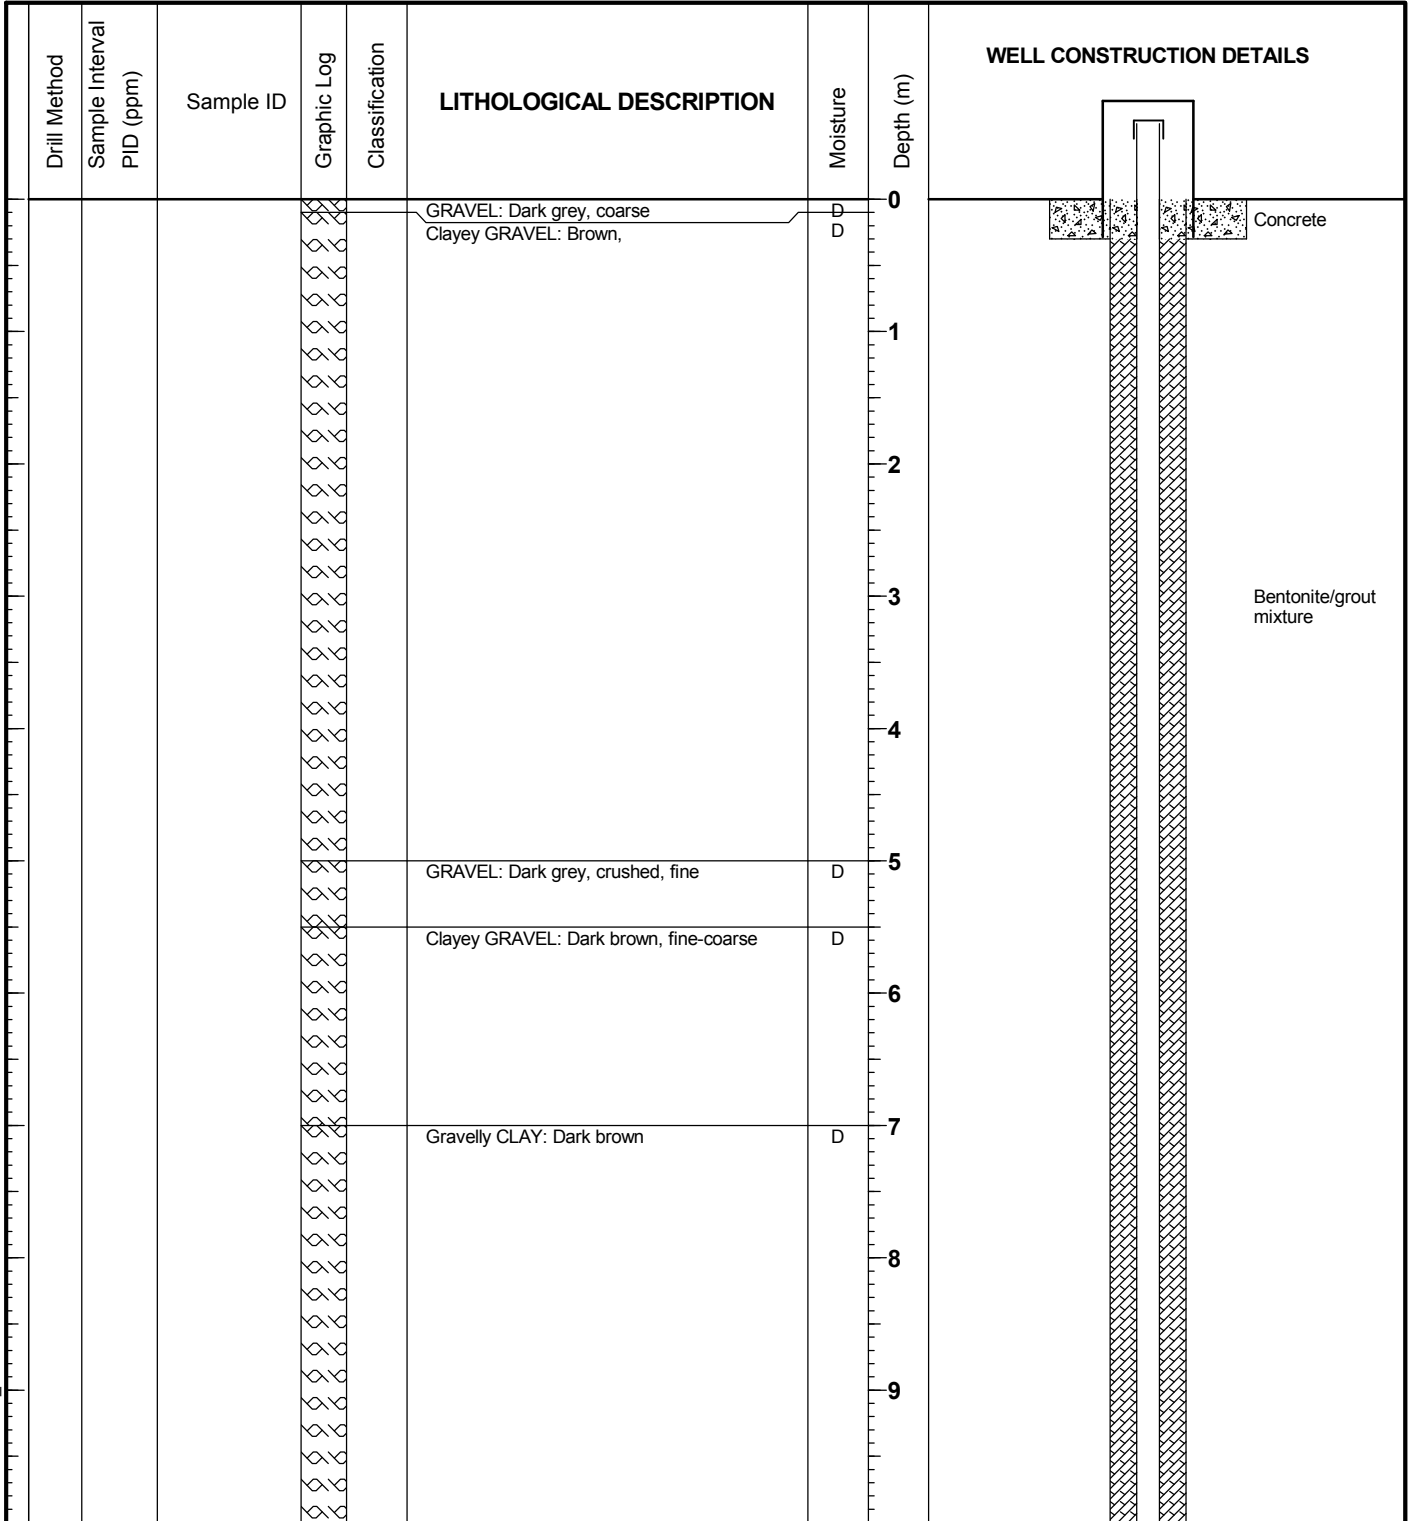 Drill Method
Sample Interval
PID (ppm)
Sample ID
Graphic Log
Classification
LITHOLOGICAL DESCRIPTION
Moisture
Depth (m)
WELL CONSTRUCTION DETAILS
0
GRAVEL: Dark grey, coarse
D
Clayey GRAVEL: Brown,
D
Concrete
1
2
3
Bentonite/grout
mixture
4
5
GRAVEL: Dark grey, crushed, fine
D
Clayey GRAVEL: Dark brown, fine-coarse
D
6
7
Gravelly CLAY: Dark brown
D
8
9